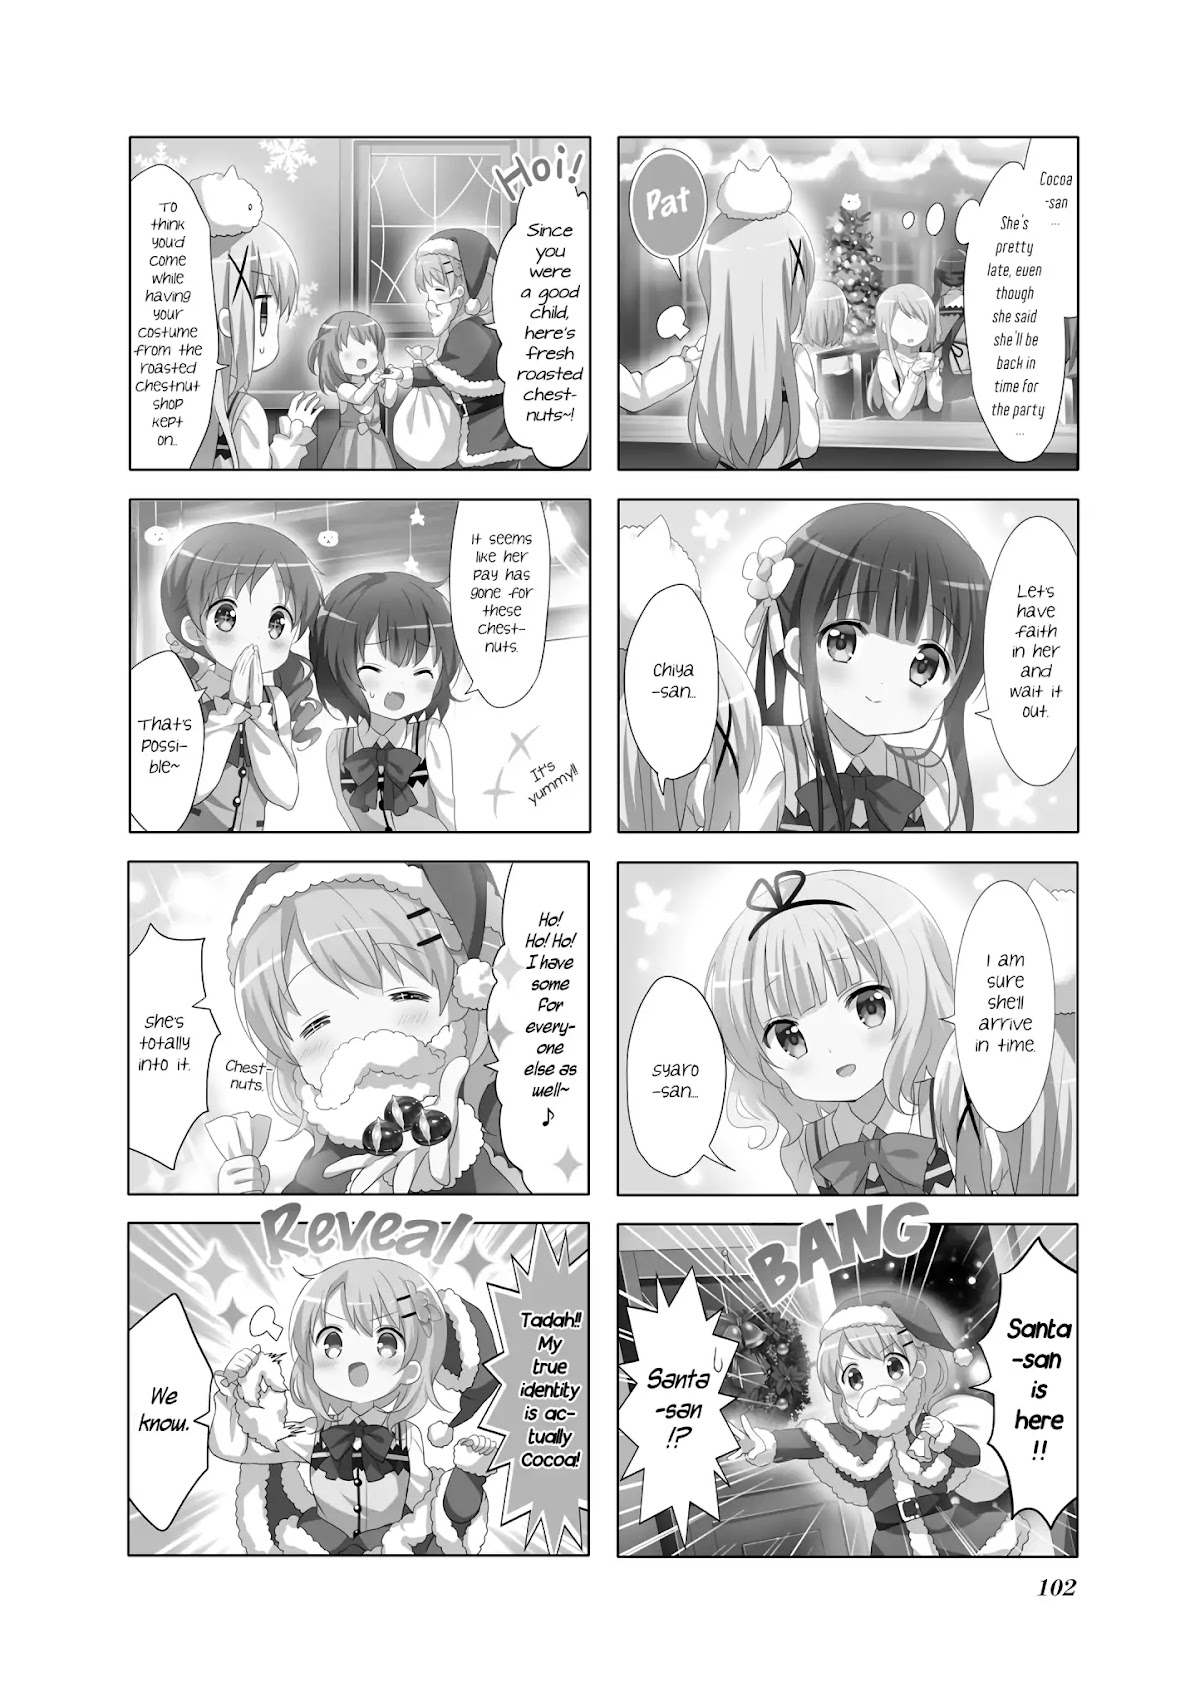 Cocoa
-san
...
She's
pretty
late, even
though
she said
she'll be
back in
time for
the party
...
Pat
Let's
have
faith
in her
and
wait it
out.
Chiya
-san...
I am
sure
she'll
arrive
in time.
Syaro
-san....
BANG
Santa
-san
is
here
!!
Santa
-san
!?
Hoi!
Since
you
were
a good
child,
here's
fresh
roasted
chest-
nuts~!
To
think
you'd
come
while
having
your
costume
from the
roasted
chestnut
shop
kept
on...
It seems
like her
pay has
gone for
these
chest-
nuts.
It's
yummy!!
That's
possi-
ble~
Ho!
Ho! Ho!
I have
some
for
every-
one
else as
well~
♪
Chest-
nuts.
She's
totally
into it.
Reveal
Tadah!!
My
true
identity
is ac-
tually
Cocoa!
We
know.
102